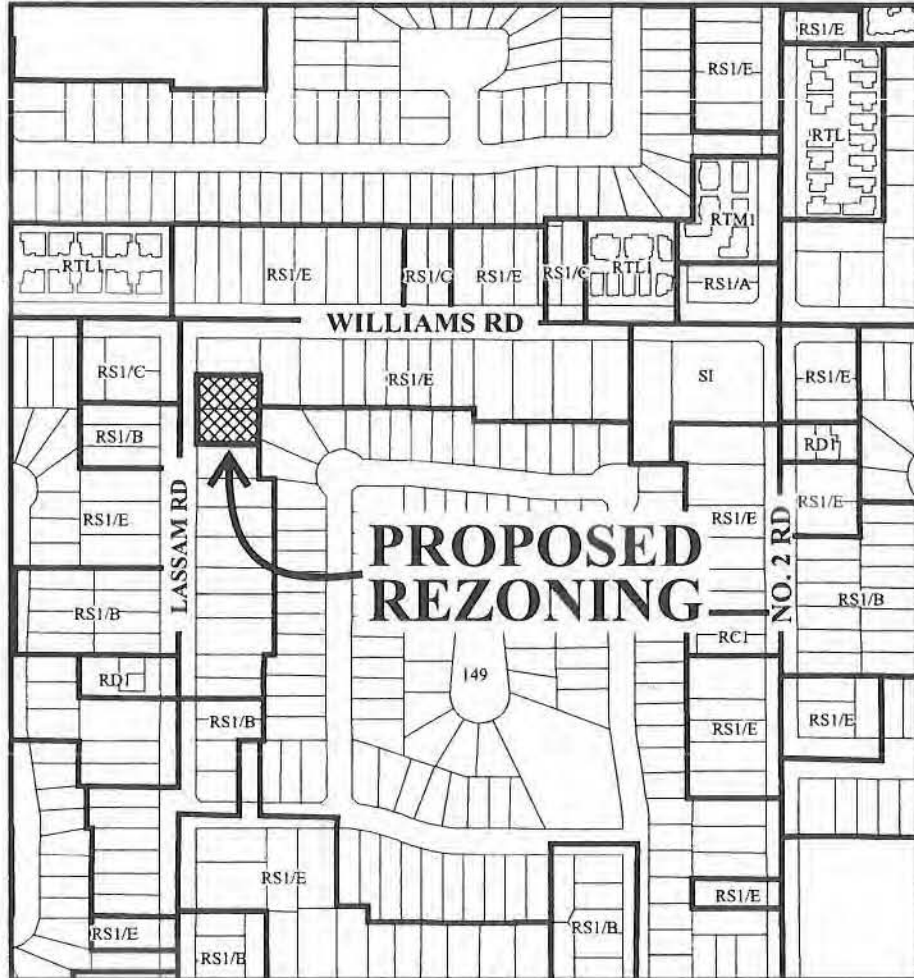 RS1/E
RS1/E
RTL1
RTM1
RTL1
RS1/E
RS1/C
RS1/E
RS1/C
RTL1
RS1/A
WILLIAMS RD
RS1/C
RS1/E
SI
RS1/E
RS1/B
RD1
RS1/E
RS1/E
RS1/E
LASSAM RD
PROPOSED
REZONING
NO. 2 RD
RS1/B
RS1/B
RC1
RD1
149
RS1/B
RS1/E
RS1/E
RS1/E
RS1/E
RS1/E
RS1/B
RS1/B